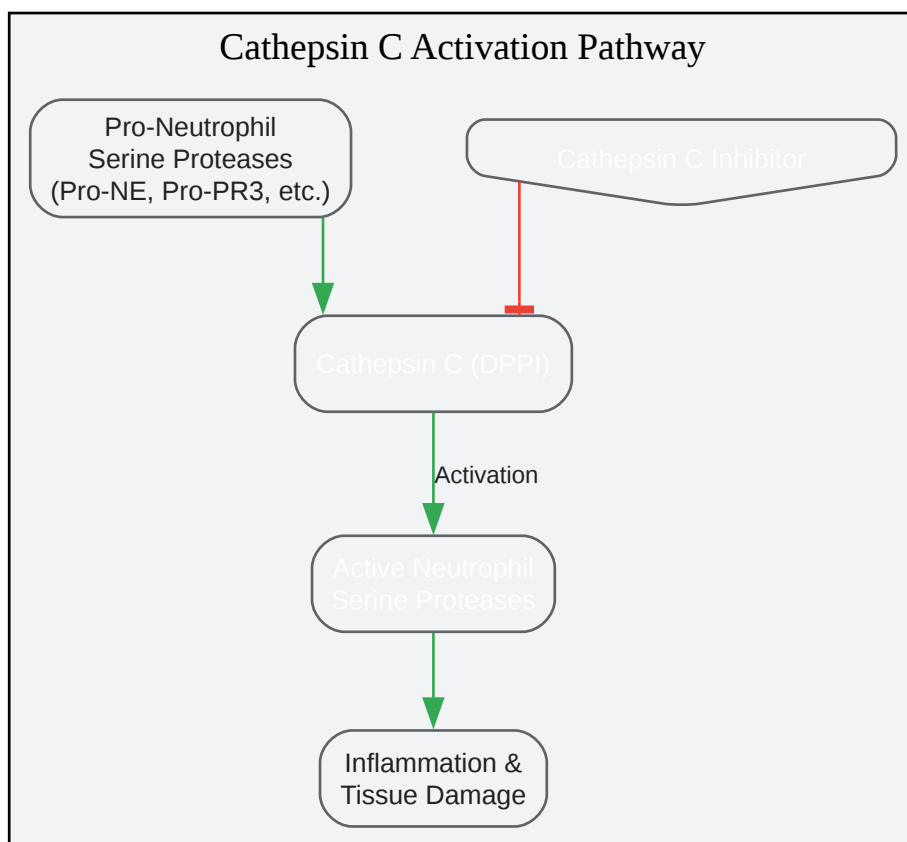 Cathepsin C Activation Pathway
Pro-Neutrophil
Serine Proteases
(Pro-NE, Pro-PR3, etc.)
Cathepsin C Inhibitor
Cathepsin C (DPPI)
Activation
Active Neutrophil
Serine Proteases
Inflammation &
Tissue Damage